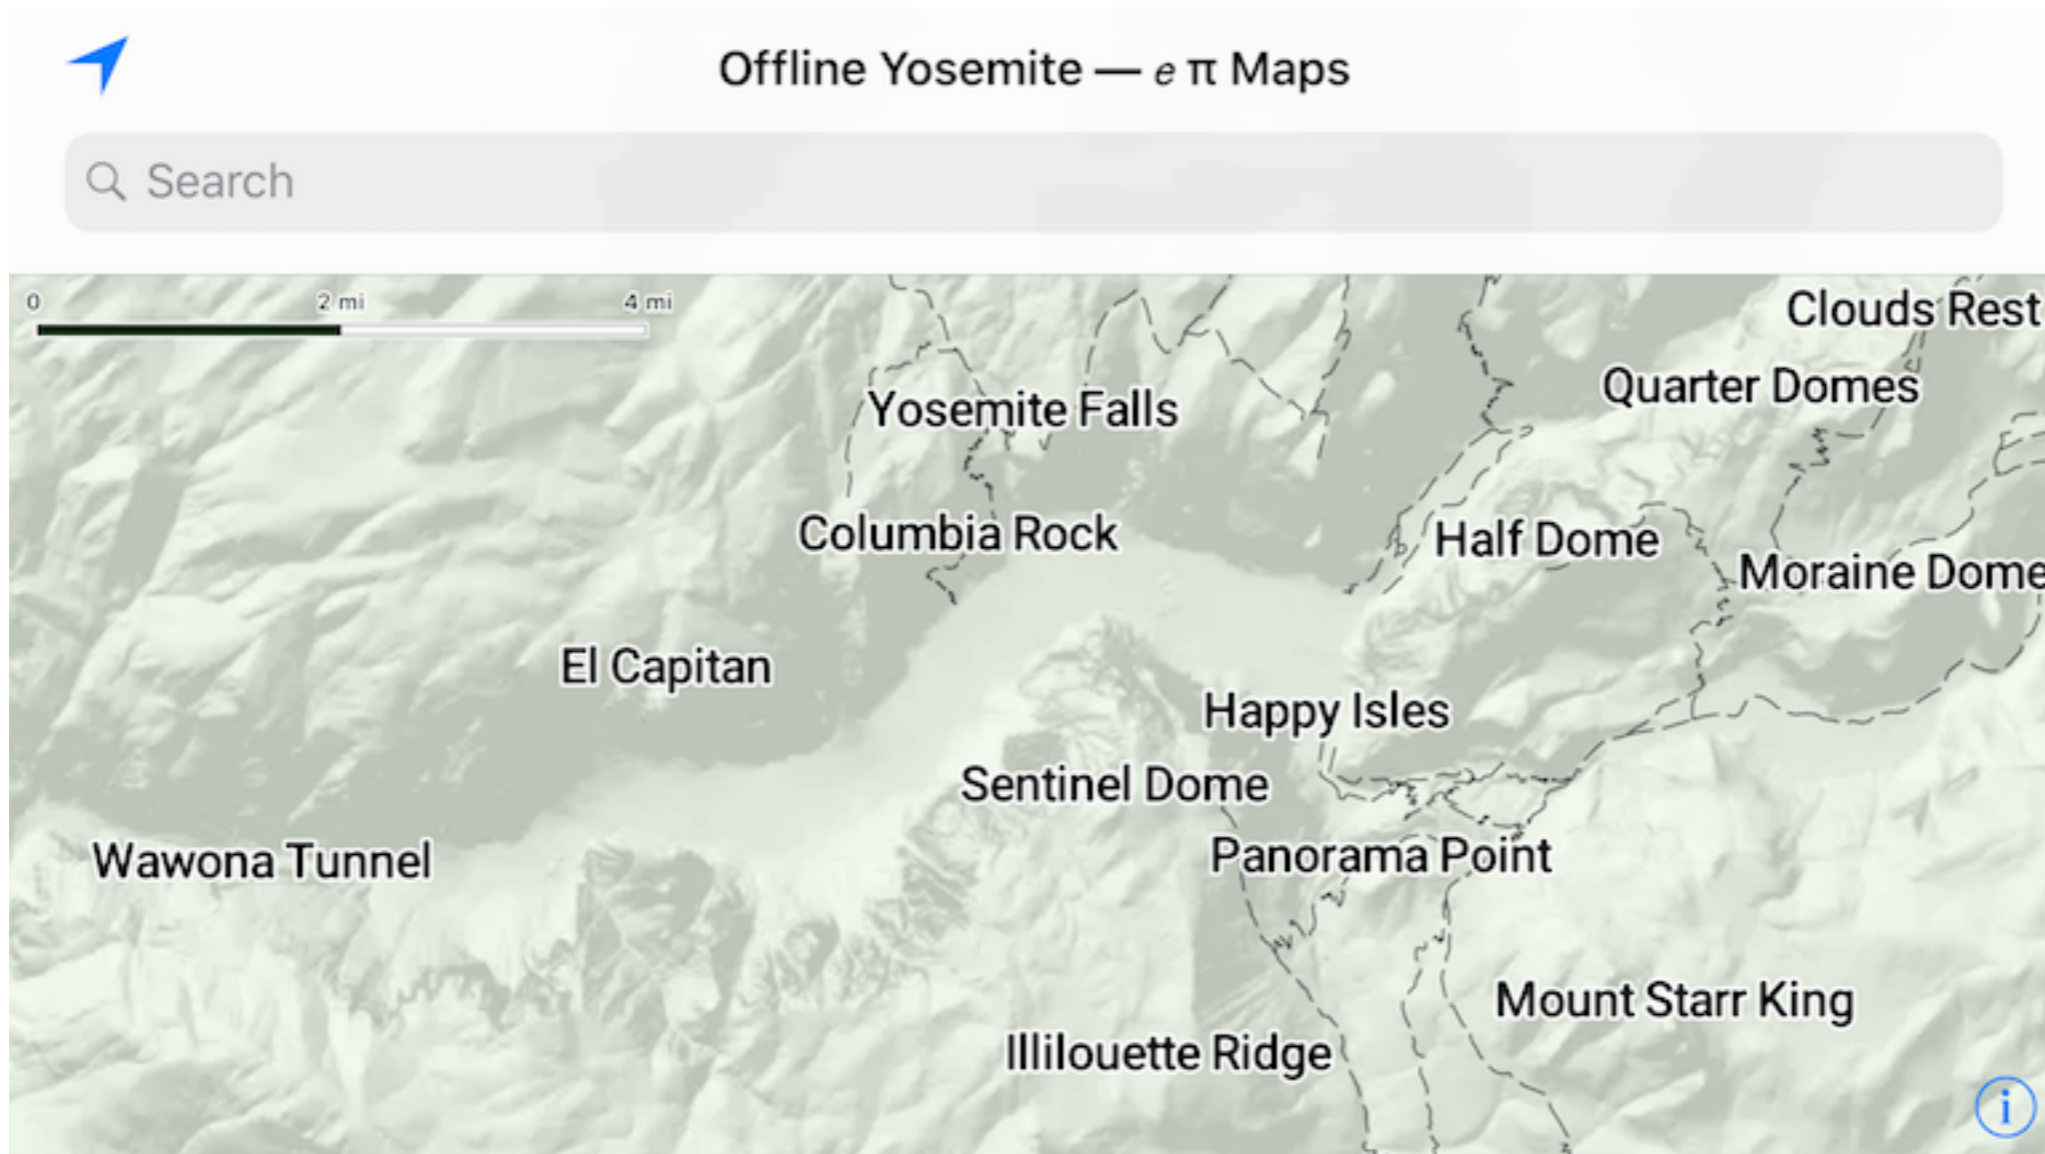 Offline Yosemite — e π Maps
Search
0 2 mi 4 mi
Clouds Rest
Quarter Domes
Yosemite Falls
Columbia Rock
Half Dome
Moraine Dome
El Capitan
Happy Isles
Sentinel Dome
Wawona Tunnel
Panorama Point
Mount Starr King
Illilouette Ridge
i